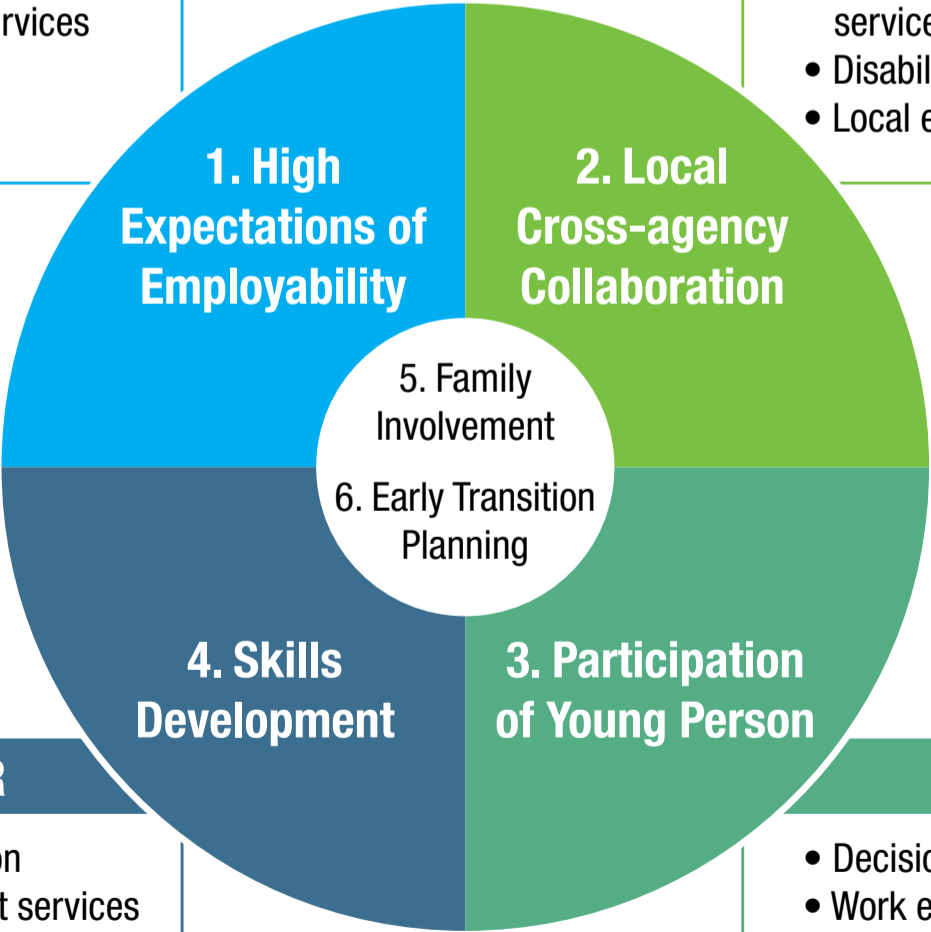 rvices
service
• Disabil
• Local e
1. High
Expectations of
Employability
2. Local
Cross-agency
Collaboration
5. Family
Involvement
6. Early Transition
Planning
4. Skills
Development
3. Participation
of Young Person
R
on
t services
• Decisio
• Work e